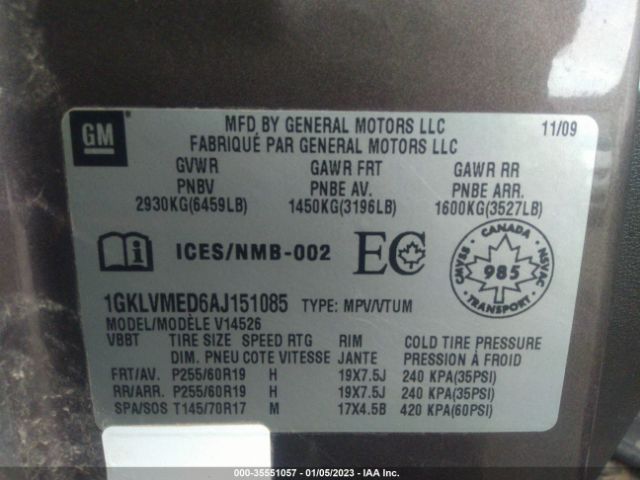 GM
MFD BY GENERAL MOTORS LLC 11/09
FABRIQUÉ PAR GENERAL MOTORS LLC
GVWR GAWR FRT GAWR RR
PNBV PNBE AV. PNBE ARR.
2930KG(6459LB) 1450KG(3196LB) 1600KG(3527LB)
ICES/NMB-002 EC
CANADA
CMVSS NSVAC
985
TRANSPORT
1GKLVMED6AJ151085 TYPE: MPV/VTUM
MODEL/MODÈLE V14526
VBBT TIRE SIZE SPEED RTG RIM COLD TIRE PRESSURE
DIM. PNEU COTE VITESSE JANTE PRESSION À FROID
FRT/AV. P255/60R19 H 19X7.5J 240 KPA(35PSI)
RR/ARR. P255/60R19 H 19X7.5J 240 KPA(35PSI)
SPA/SOS T145/70R17 M 17X4.5B 420 KPA(60PSI)
000-35551057 - 01/05/2023 - IAA Inc.